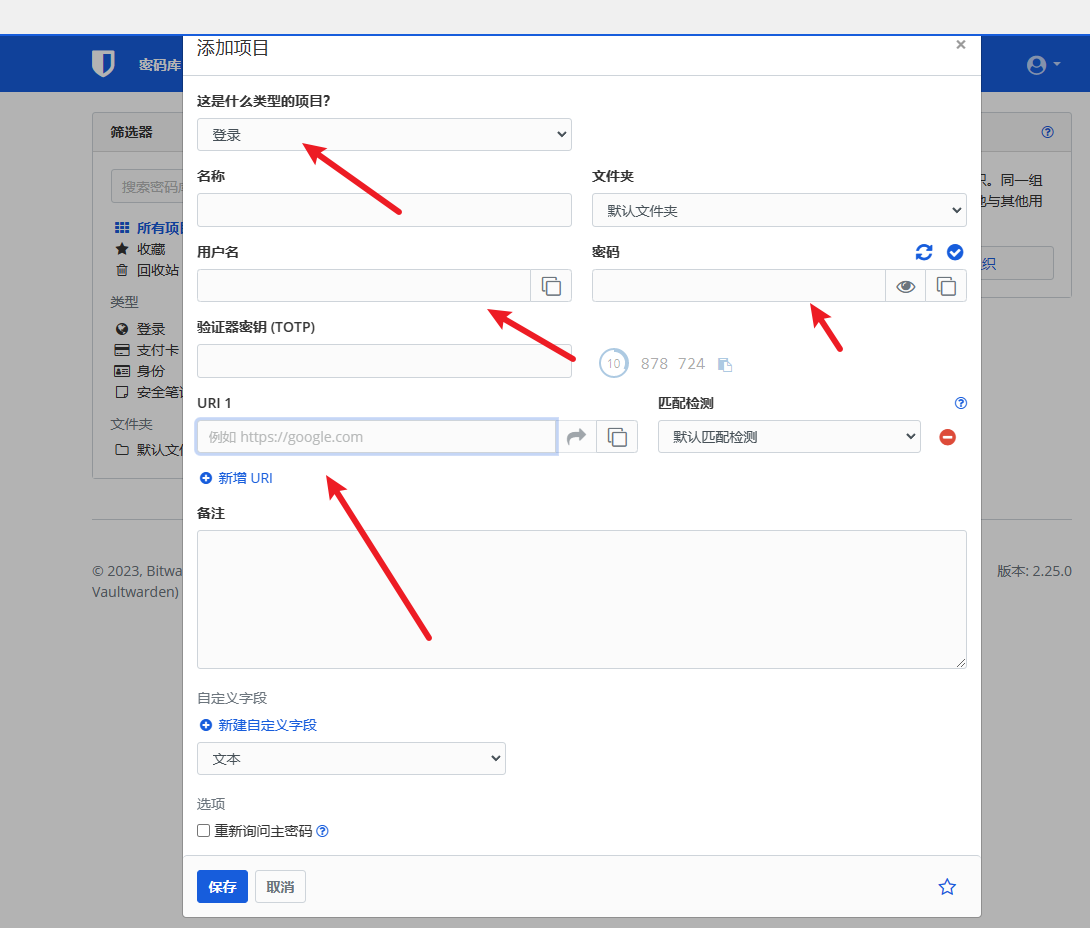 添加项目 ×
密码库
这是什么类型的项目?
筛选器
登录
名称 文件夹
搜索密码库
默认文件夹
所有项目
收藏
用户名 密码
回收站
类型
验证器密钥 (TOTP)
登录
支付卡
10 878 724
身份
安全笔记
URI 1 匹配检测
文件夹
例如 https://google.com 默认匹配检测
默认文件
新增 URI
备注
© 2023, Bitwa
Vaultwarden)
版本: 2.25.0
织。同一组
也与其他用
织
自定义字段
新建自定义字段
文本
选项
重新询问主密码
保存 取消